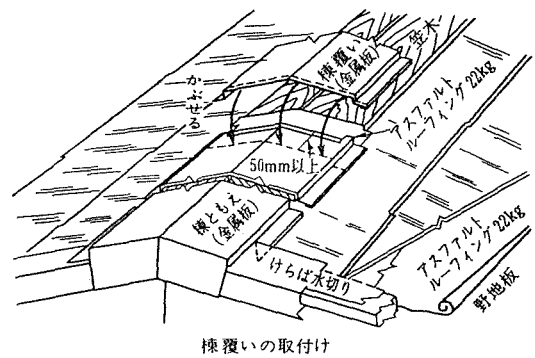 笠木
棟覆い
(金属板)
かぶせる
アスファルト
ルーフィング22kg
50mm以上
棟ともえ
(金属板)
けらば水切り
アスファルト
ルーフィング22kg
野地板
棟覆いの取付け